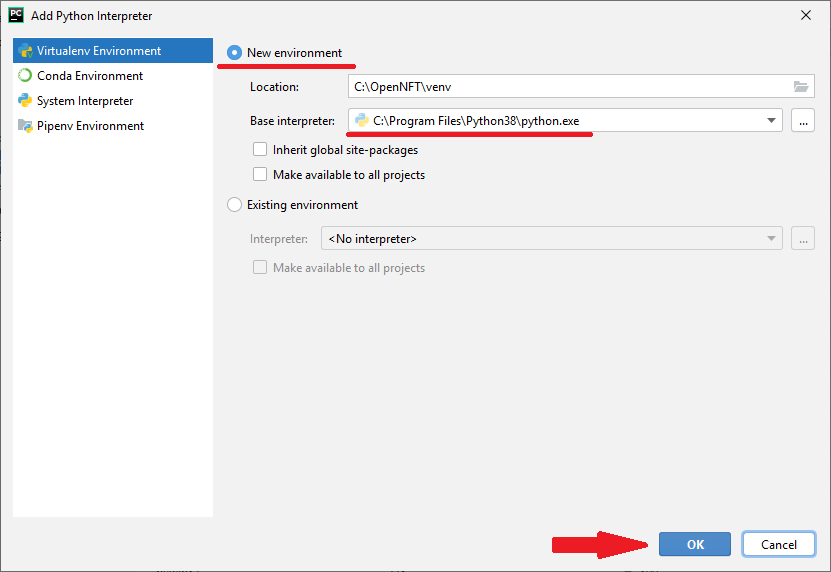 PC Add Python Interpreter
Virtualenv Environment
Conda Environment
System Interpreter
Pipenv Environment
New environment
Location: C:\OpenNFT\venv
Base interpreter: C:\Program Files\Python38\python.exe ...
Inherit global site-packages
Make available to all projects
Existing environment
Interpreter: <No interpreter> ...
Make available to all projects
OK Cancel